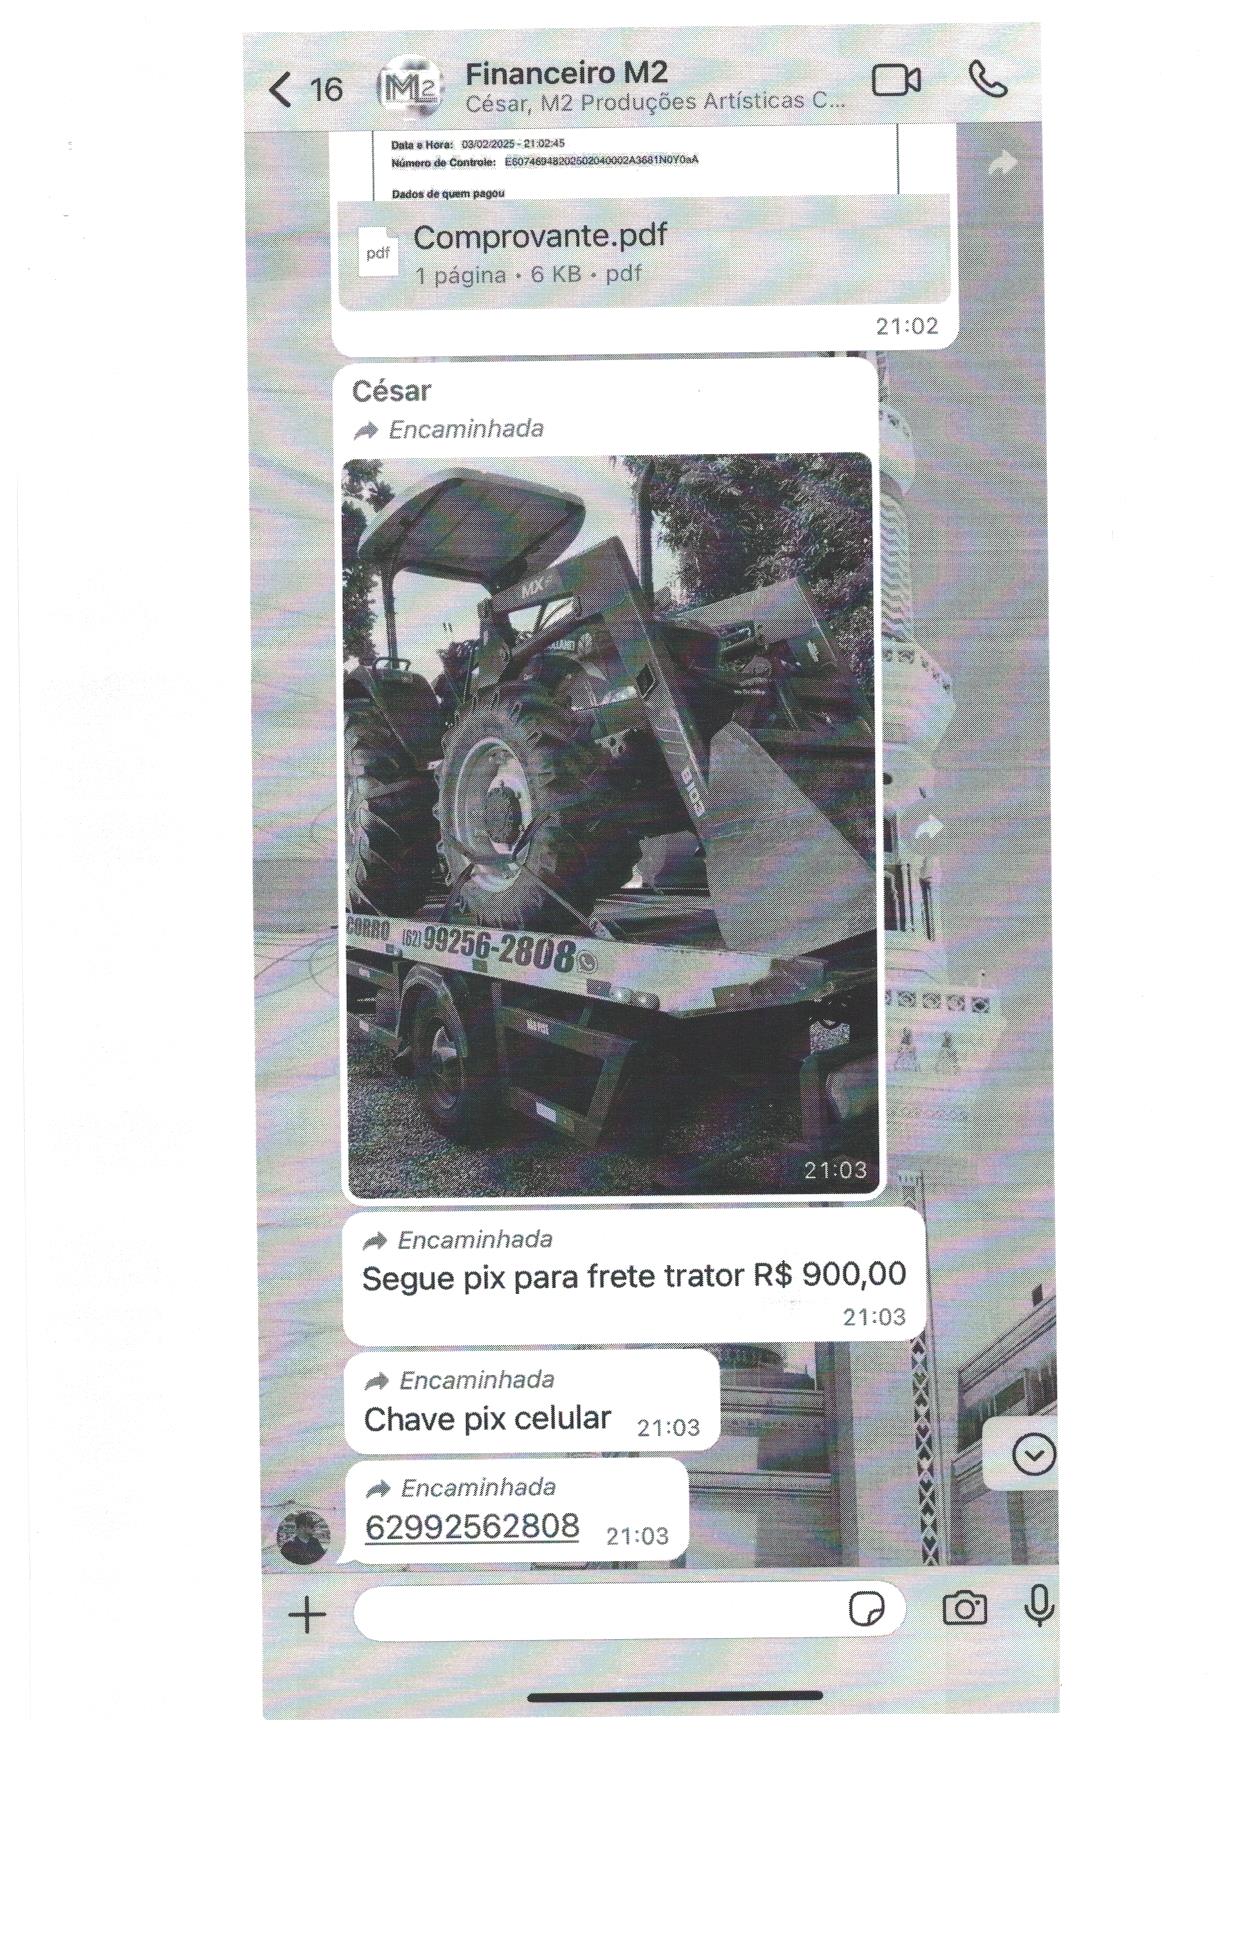 16
M2
Financeiro M2
César, M2 Produções Artísticas C...
Data e Hora: 03/02/2025 - 21:02:45
Número de Controle: E60746948202502040002A3681N0Y0aA
Dados de quem pagou
pdf
Comprovante.pdf
1 página • 6 KB • pdf
21:02
César
Encaminhada
MX
B103
CORRO (62) 99256-2808
21:03
Encaminhada
Segue pix para frete trator R$ 900,00
21:03
Encaminhada
Chave pix celular 21:03
Encaminhada
62992562808 21:03